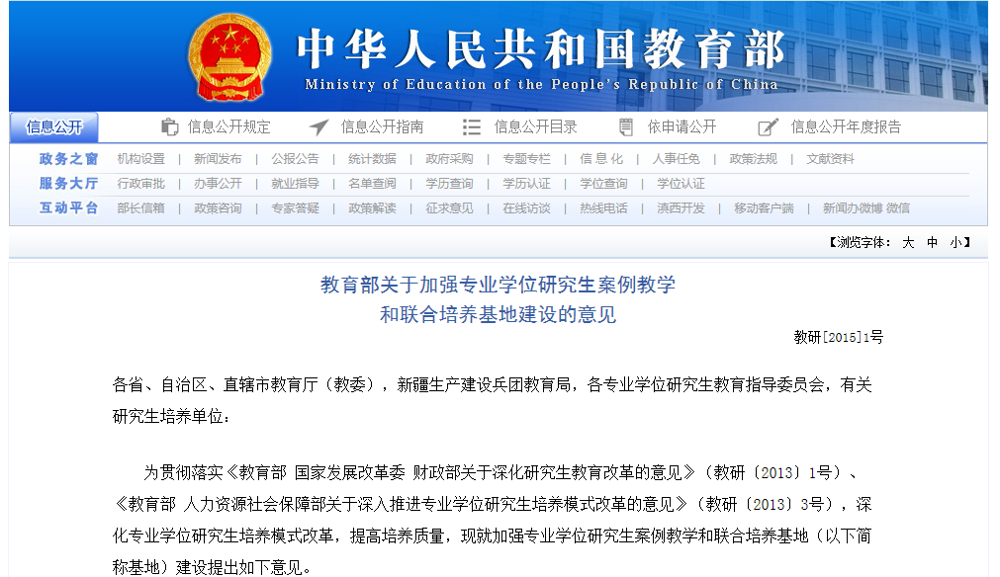 中华人民共和国教育部
Ministry of Education of the People's Republic of China
信息公开 信息公开规定 信息公开指南 信息公开目录 依申请公开 信息公开年度报告
政务之窗 机构设置 | 新闻发布 | 公报公告 | 统计数据 | 政府采购 | 专题专栏 | 信 息 化 | 人事任免 | 政策法规 | 文献资料
服务大厅 行政审批 | 办事公开 | 就业指导 | 名单查阅 | 学历查询 | 学历认证 | 学位查询 | 学位认证
互动平台 部长信箱 | 政策咨询 | 专家答疑 | 政策解读 | 征求意见 | 在线访谈 | 热线电话 | 滇西开发 | 移动客户端 | 新闻办微博 微信
【浏览字体： 大 中 小】
教育部关于加强专业学位研究生案例教学
和联合培养基地建设的意见
教研[2015]1号
各省、自治区、直辖市教育厅（教委），新疆生产建设兵团教育局，各专业学位研究生教育指导委员会，有关
研究生培养单位：
为贯彻落实《教育部 国家发展改革委 财政部关于深化研究生教育改革的意见》（教研〔2013〕1号）、
《教育部 人力资源社会保障部关于深入推进专业学位研究生培养模式改革的意见》（教研〔2013〕3号），深
化专业学位研究生培养模式改革，提高培养质量，现就加强专业学位研究生案例教学和联合培养基地（以下简
称基地）建设提出如下意见。